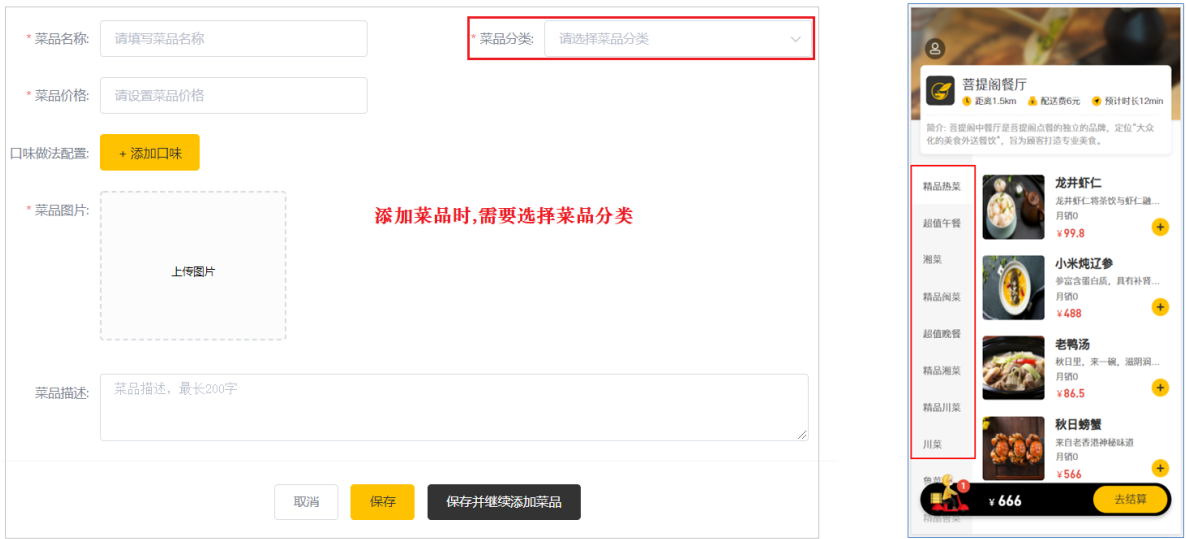 * 菜品名称: 请填写菜品名称
* 菜品分类: 请选择菜品分类
* 菜品价格: 请设置菜品价格
口味做法配置: + 添加口味
* 菜品图片:
上传图片
添加菜品时,需要选择菜品分类
菜品描述: 菜品描述，最长200字
取消 保存 保存并继续添加菜品
菩提阁餐厅
距离1.5km 配送费6元 预计时长12min
简介: 菩提阁中餐厅是菩提阁点餐的独立的品牌，定位“大众
化的美食外送餐饮”，旨为顾客打造专业美食。
精品热菜
超值午餐
湘菜
精品闽菜
超值晚餐
精品湘菜
精品川菜
川菜
龙井虾仁
龙井虾仁将茶饮与虾仁融...
月销0
¥99.8
+
小米炖辽参
参富含蛋白质，具有补肾...
月销0
¥488
+
老鸭汤
秋日里，来一碗，滋阴润...
月销0
¥86.5
+
秋日螃蟹
来自老香港神秘味道
月销0
¥566
+
1
¥ 666
去结算